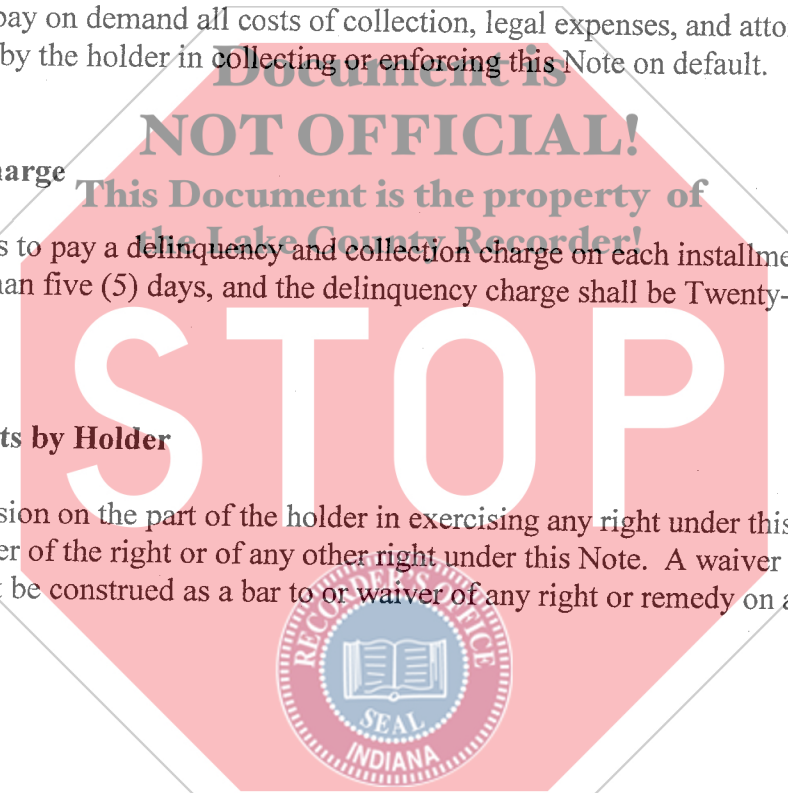 pay on demand all costs of collection, legal expenses, and atto
by the holder in collecting or enforcing this Note on default.
Document is
NOT OFFICIAL!
arge
This Document is the property of
the Lake County Recorder!
s to pay a delinquency and collection charge on each installme
an five (5) days, and the delinquency charge shall be Twenty-
STOP
ts by Holder
sion on the part of the holder in exercising any right under this
er of the right or of any other right under this Note. A waiver
be construed as a bar to or waiver of any right or remedy on a
RECORDER'S OFFICE
SEAL
INDIANA